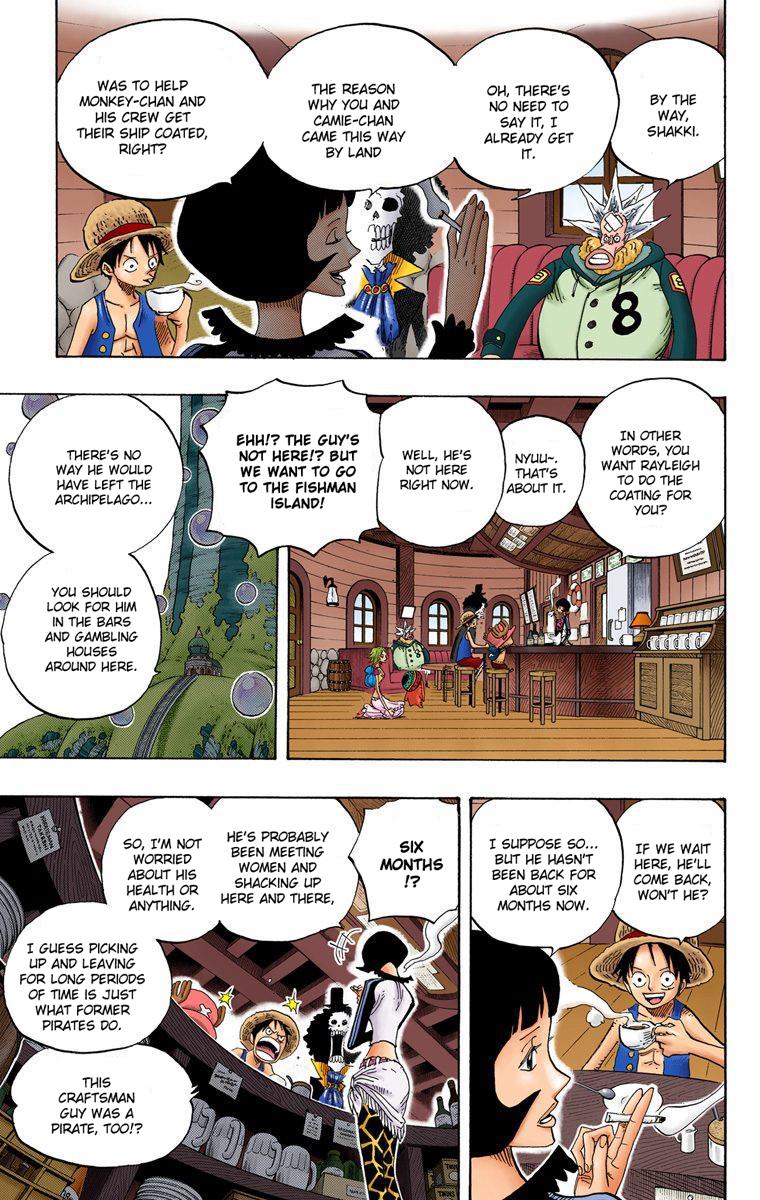 BY THE
WAY,
SHAKKI.
OH, THERE'S
NO NEED TO
SAY IT, I
ALREADY GET
IT.
THE REASON
WHY YOU AND
CAMIE-CHAN
CAME THIS WAY
BY LAND
WAS TO HELP
MONKEY-CHAN AND
HIS CREW GET
THEIR SHIP COATED,
RIGHT?
8
IN OTHER
WORDS, YOU
WANT RAYLEIGH
TO DO THE
COATING FOR
YOU?
NYUU~.
THAT'S
ABOUT IT.
WELL, HE'S
NOT HERE
RIGHT NOW.
EHH!? THE GUY'S
NOT HERE!? BUT
WE WANT TO GO
TO THE FISHMAN
ISLAND!
8
THERE'S NO
WAY HE WOULD
HAVE LEFT THE
ARCHIPELAGO...
YOU SHOULD
LOOK FOR HIM
IN THE BARS
AND GAMBLING
HOUSES
AROUND HERE.
IF WE WAIT
HERE, HE'LL
COME BACK,
WON'T HE?
I SUPPOSE SO...
BUT HE HASN'T
BEEN BACK FOR
ABOUT SIX
MONTHS NOW.
SIX
MONTHS
!?
HE'S PROBABLY
BEEN MEETING
WOMEN AND
SHACKING UP
HERE AND THERE,
SO, I'M NOT
WORRIED
ABOUT HIS
HEALTH OR
ANYTHING.
I GUESS PICKING
UP AND LEAVING
FOR LONG PERIODS
OF TIME IS JUST
WHAT FORMER
PIRATES DO.
THIS
CRAFTSMAN
GUY WAS A
PIRATE, TOO!?